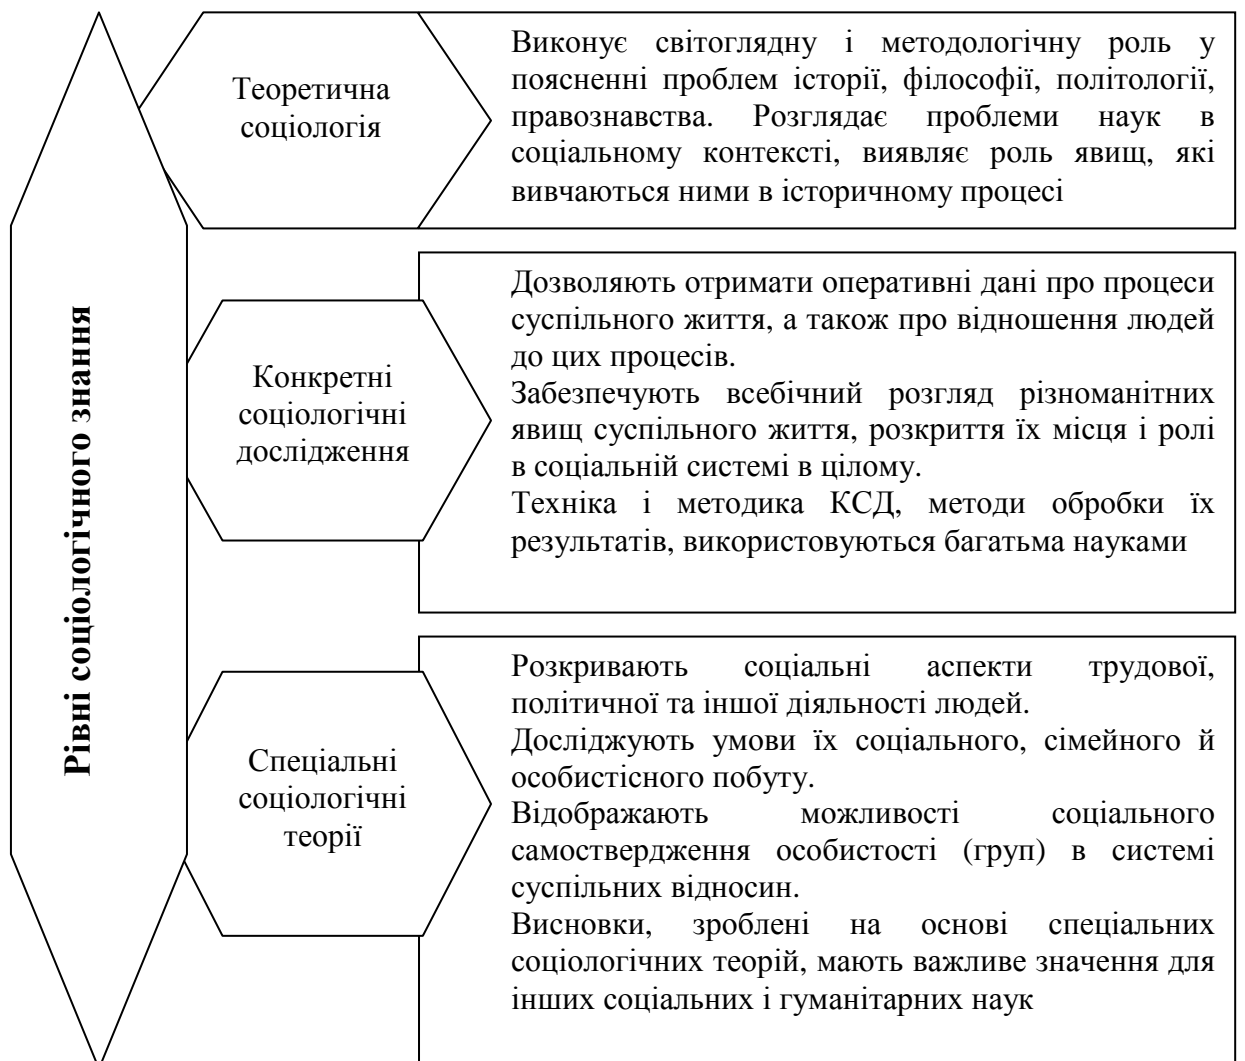 Рівні соціологічного знання
Теоретична
соціологія
Виконує світоглядну і методологічну роль у
поясненні проблем історії, філософії, політології,
правознавства. Розглядає проблеми наук в
соціальному контексті, виявляє роль явищ, які
вивчаються ними в історичному процесі
Конкретні
соціологічні
дослідження
Дозволяють отримати оперативні дані про процеси
суспільного життя, а також про відношення людей
до цих процесів.
Забезпечують всебічний розгляд різноманітних
явищ суспільного життя, розкриття їх місця і ролі
в соціальній системі в цілому.
Техніка і методика КСД, методи обробки їх
результатів, використовуються багатьма науками
Спеціальні
соціологічні
теорії
Розкривають соціальні аспекти трудової,
політичної та іншої діяльності людей.
Досліджують умови їх соціального, сімейного й
особистісного побуту.
Відображають можливості соціального
самоствердження особистості (груп) в системі
суспільних відносин.
Висновки, зроблені на основі спеціальних
соціологічних теорій, мають важливе значення для
інших соціальних і гуманітарних наук